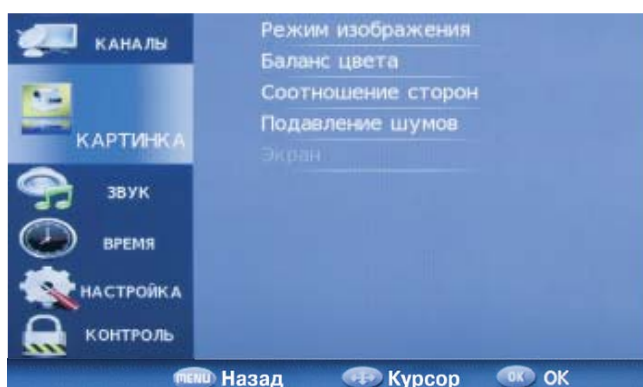 КАНАЛЫ
КАРТИНКА
ЗВУК
ВРЕМЯ
НАСТРОЙКА
КОНТРОЛЬ
Режим изображения
Баланс цвета
Соотношение сторон
Подавление шумов
Экран
MENU Назад Курсор OK ОК